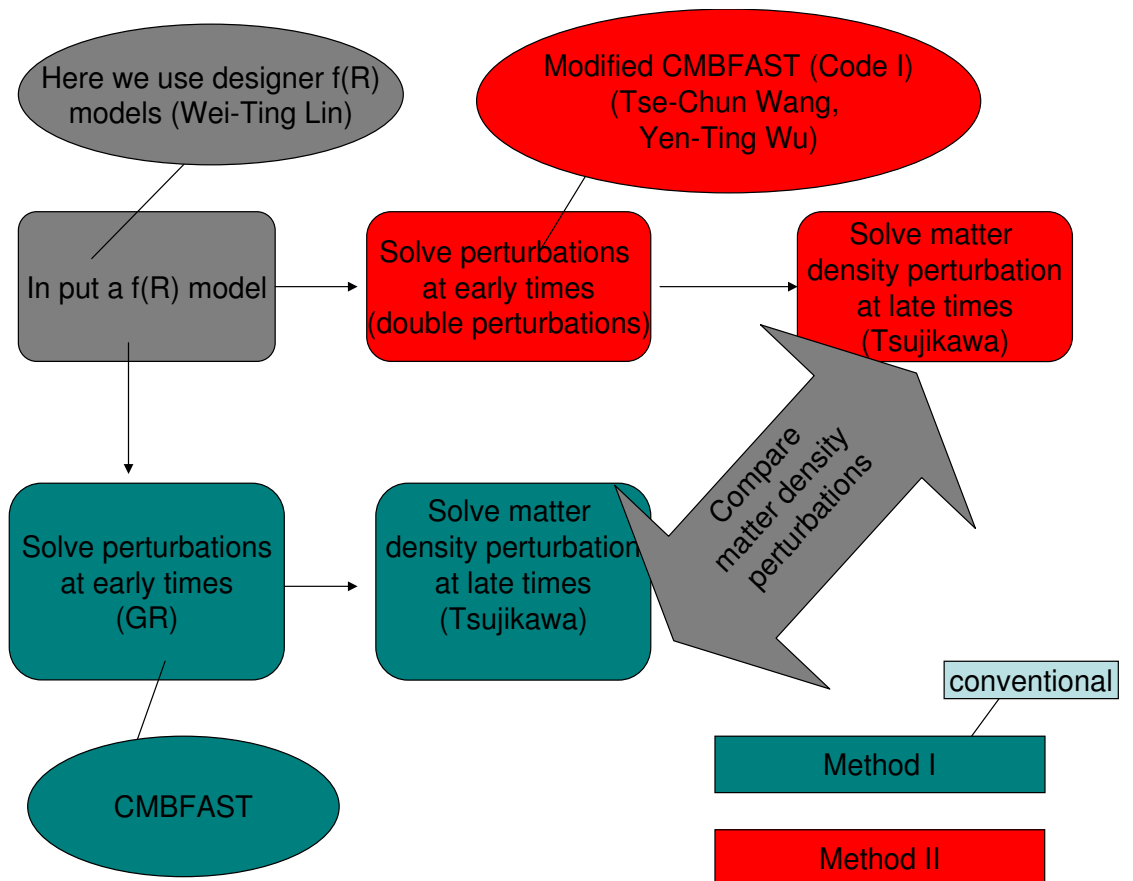 Here we use designer f(R)
models (Wei-Ting Lin)
Modified CMBFAST (Code I)
(Tse-Chun Wang,
Yen-Ting Wu)
In put a f(R) model
Solve perturbations
at early times
(double perturbations)
Solve matter
density perturbation
at late times
(Tsujikawa)
Compare
matter density
perturbations
Solve perturbations
at early times
(GR)
Solve matter
density perturbation
at late times
(Tsujikawa)
CMBFAST
conventional
Method I
Method II